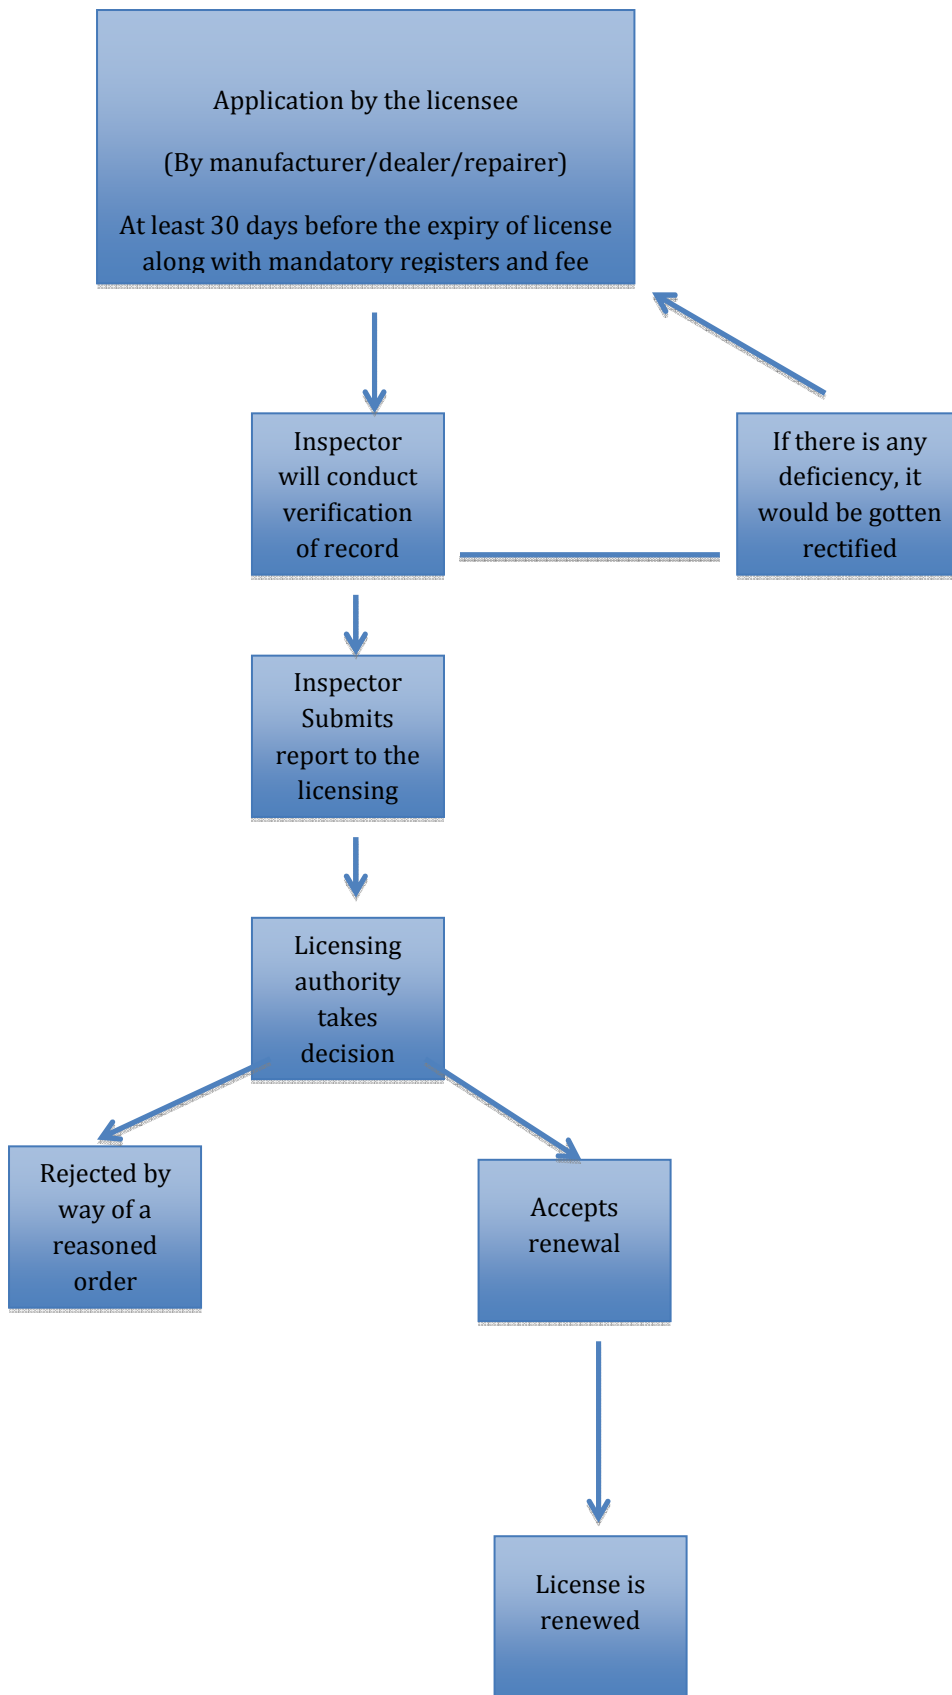 Application by the licensee
(By manufacturer/dealer/repairer)
At least 30 days before the expiry of license
along with mandatory registers and fee
Inspector
will conduct
verification
of record
If there is any
deficiency, it
would be gotten
rectified
Inspector
Submits
report to the
licensing
Licensing
authority
takes
decision
Rejected by
way of a
reasoned
order
Accepts
renewal
License is
renewed